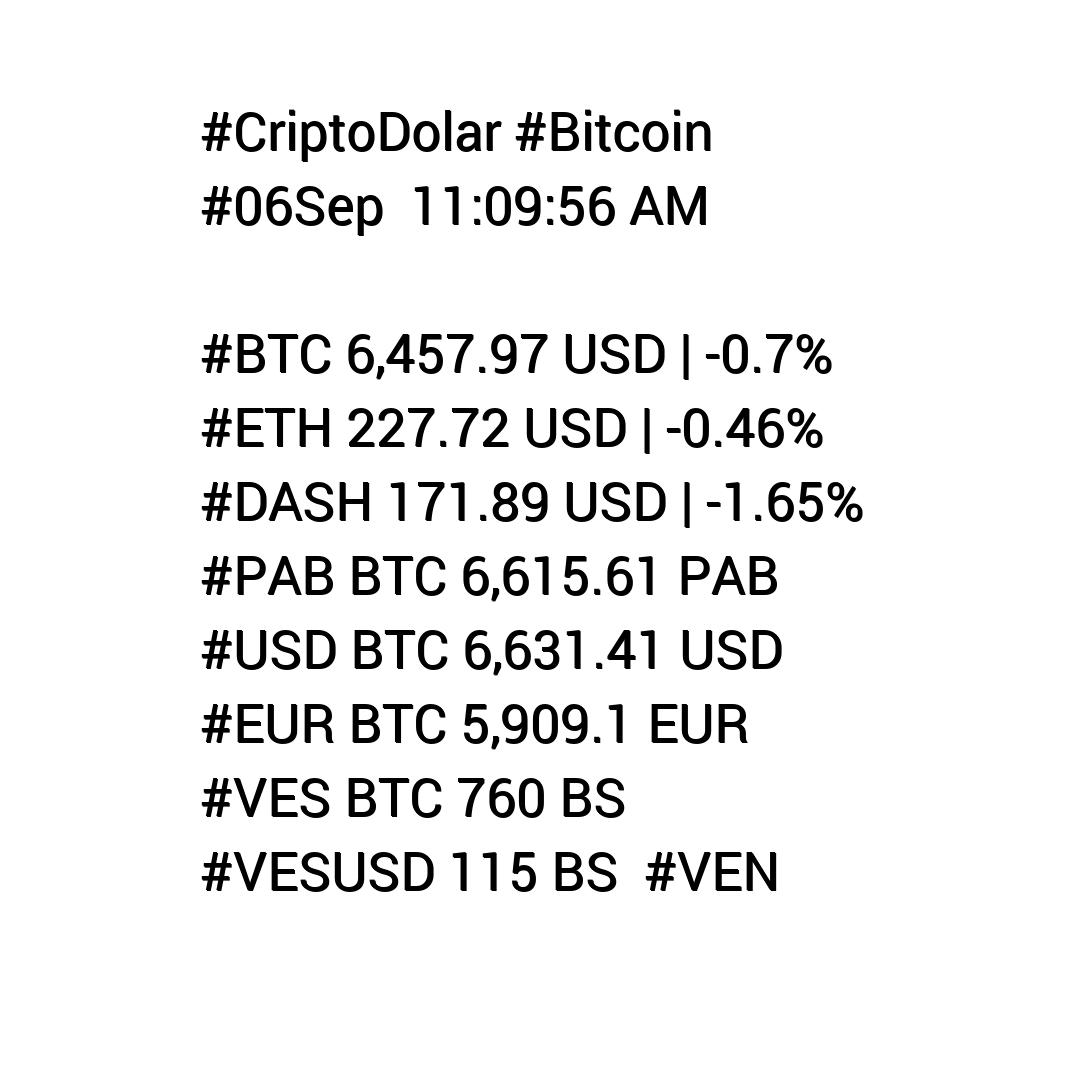 #CriptoDolar #Bitcoin
#06Sep  11:09:56 AM
#BTC 6,457.97 USD | -0.7%
#ETH 227.72 USD | -0.46%
#DASH 171.89 USD | -1.65%
#PAB BTC 6,615.61 PAB
#USD BTC 6,631.41 USD
#EUR BTC 5,909.1 EUR
#VES BTC 760 BS
#VESUSD 115 BS  #VEN